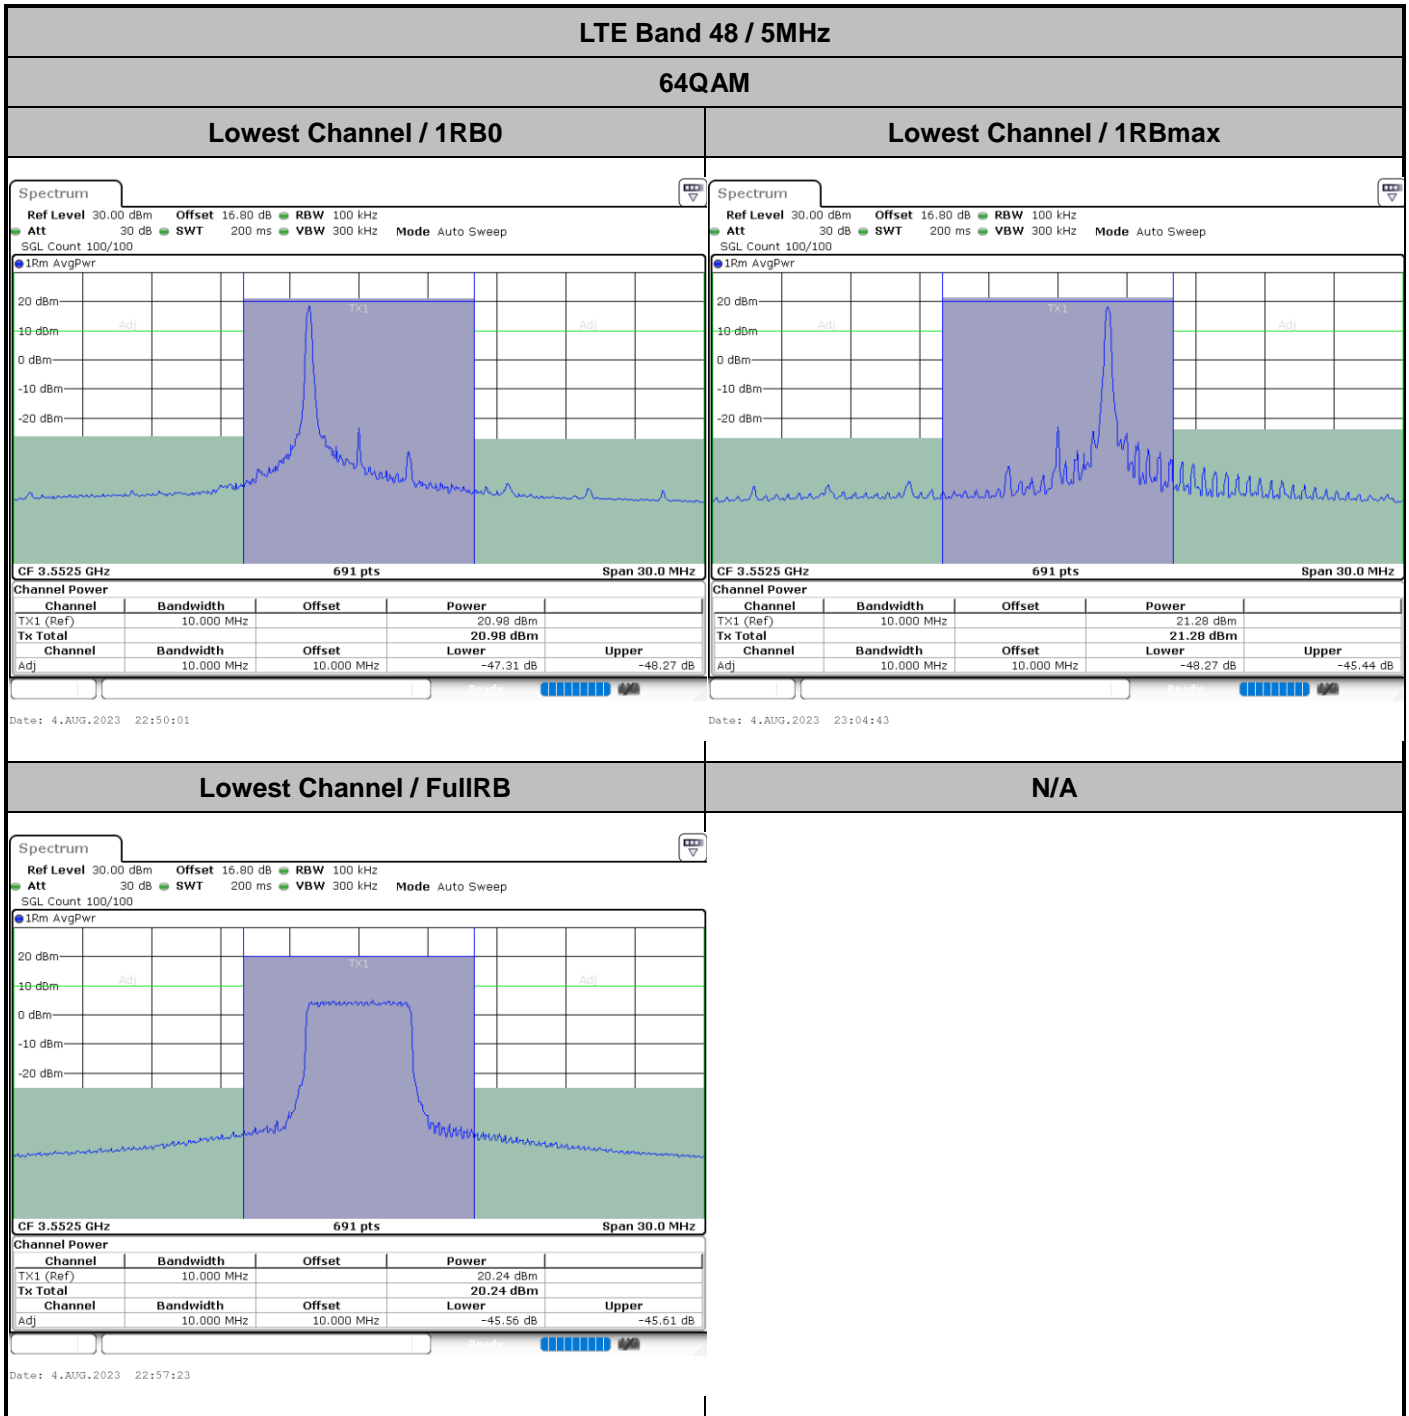 LTE Band 48 / 5MHz
64QAM
Lowest Channel / 1RB0
Lowest Channel / 1RBmax
Spectrum
Ref Level 30.00 dBm Offset 16.80 dB RBW 100 kHz
Att 30 dB SWT 200 ms VBW 300 kHz Mode Auto Sweep
SGL Count 100/100
1Rm AvgPwr
TX1
Adj
Adj
20 dBm
10 dBm
0 dBm
-10 dBm
-20 dBm
CF 3.5525 GHz 691 pts Span 30.0 MHz
Channel Power
Channel Bandwidth Offset Power
TX1 (Ref) 10.000 MHz 20.98 dBm
Tx Total 20.98 dBm
Channel Bandwidth Offset Lower Upper
Adj 10.000 MHz 10.000 MHz -47.31 dB -48.27 dB
Ready
Date: 4.AUG.2023 22:50:01
Spectrum
Ref Level 30.00 dBm Offset 16.80 dB RBW 100 kHz
Att 30 dB SWT 200 ms VBW 300 kHz Mode Auto Sweep
SGL Count 100/100
1Rm AvgPwr
TX1
Adj
Adj
20 dBm
10 dBm
0 dBm
-10 dBm
-20 dBm
CF 3.5525 GHz 691 pts Span 30.0 MHz
Channel Power
Channel Bandwidth Offset Power
TX1 (Ref) 10.000 MHz 21.28 dBm
Tx Total 21.28 dBm
Channel Bandwidth Offset Lower Upper
Adj 10.000 MHz 10.000 MHz -48.27 dB -45.44 dB
Ready
Date: 4.AUG.2023 23:04:43
Lowest Channel / FullRB
N/A
Spectrum
Ref Level 30.00 dBm Offset 16.80 dB RBW 100 kHz
Att 30 dB SWT 200 ms VBW 300 kHz Mode Auto Sweep
SGL Count 100/100
1Rm AvgPwr
TX1
Adj
Adj
20 dBm
10 dBm
0 dBm
-10 dBm
-20 dBm
CF 3.5525 GHz 691 pts Span 30.0 MHz
Channel Power
Channel Bandwidth Offset Power
TX1 (Ref) 10.000 MHz 20.24 dBm
Tx Total 20.24 dBm
Channel Bandwidth Offset Lower Upper
Adj 10.000 MHz 10.000 MHz -45.56 dB -45.61 dB
Ready
Date: 4.AUG.2023 22:57:23